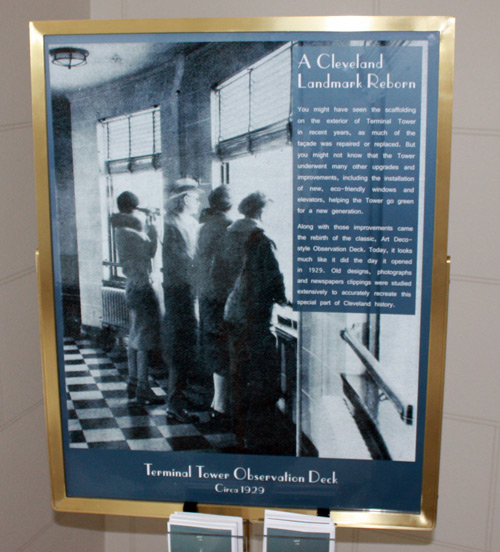 A Cleveland
Landmark Reborn
You might have seen the scaffolding
on the exterior of Terminal Tower
in recent years, as much of the
façade was repaired or replaced. But
you might not know that the Tower
underwent many other upgrades and
improvements, including the installation
of new, eco-friendly windows and
elevators, helping the Tower go green
for a new generation.
Along with those improvements came
the rebirth of the classic, Art Deco-
style Observation Deck. Today, it looks
much like it did the day it opened
in 1929. Old designs, photographs
and newspapers clippings were studied
extensively to accurately recreate this
special part of Cleveland history.
Terminal Tower Observation Deck
Circa 1929